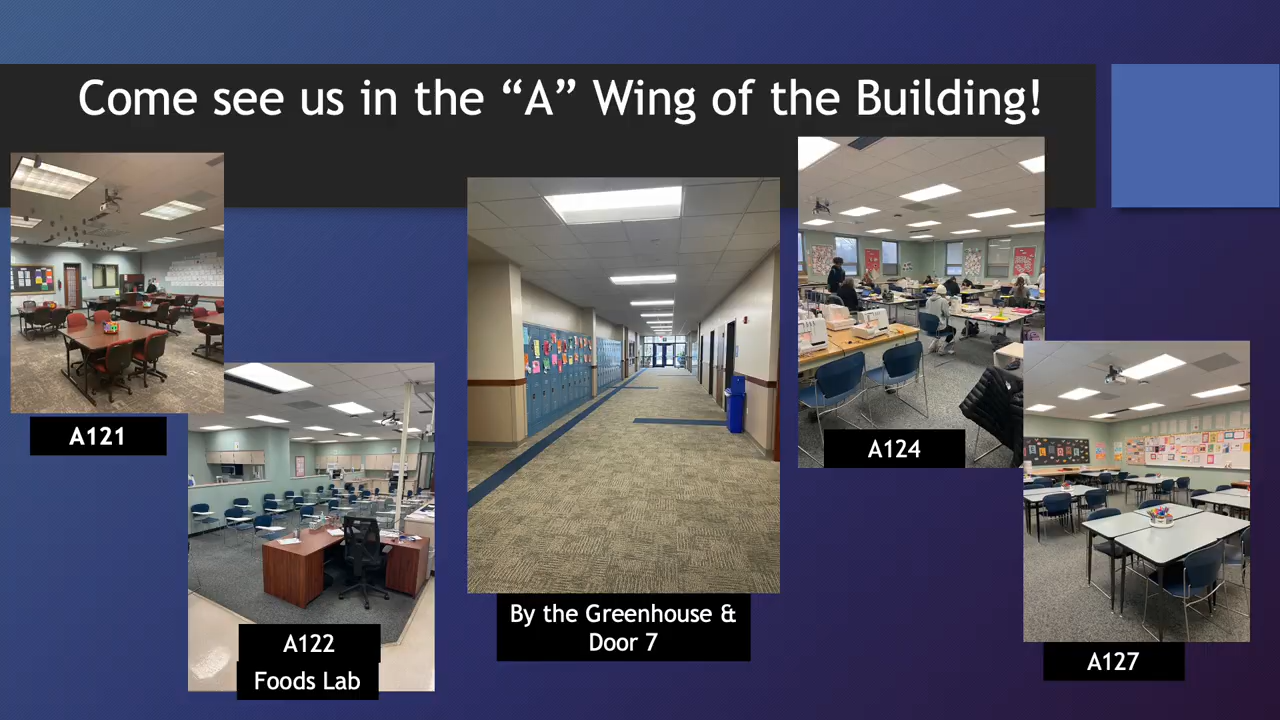 Come see us in the “A” Wing of the Building!
A121
A122
Foods Lab
By the Greenhouse &
Door 7
A124
A127